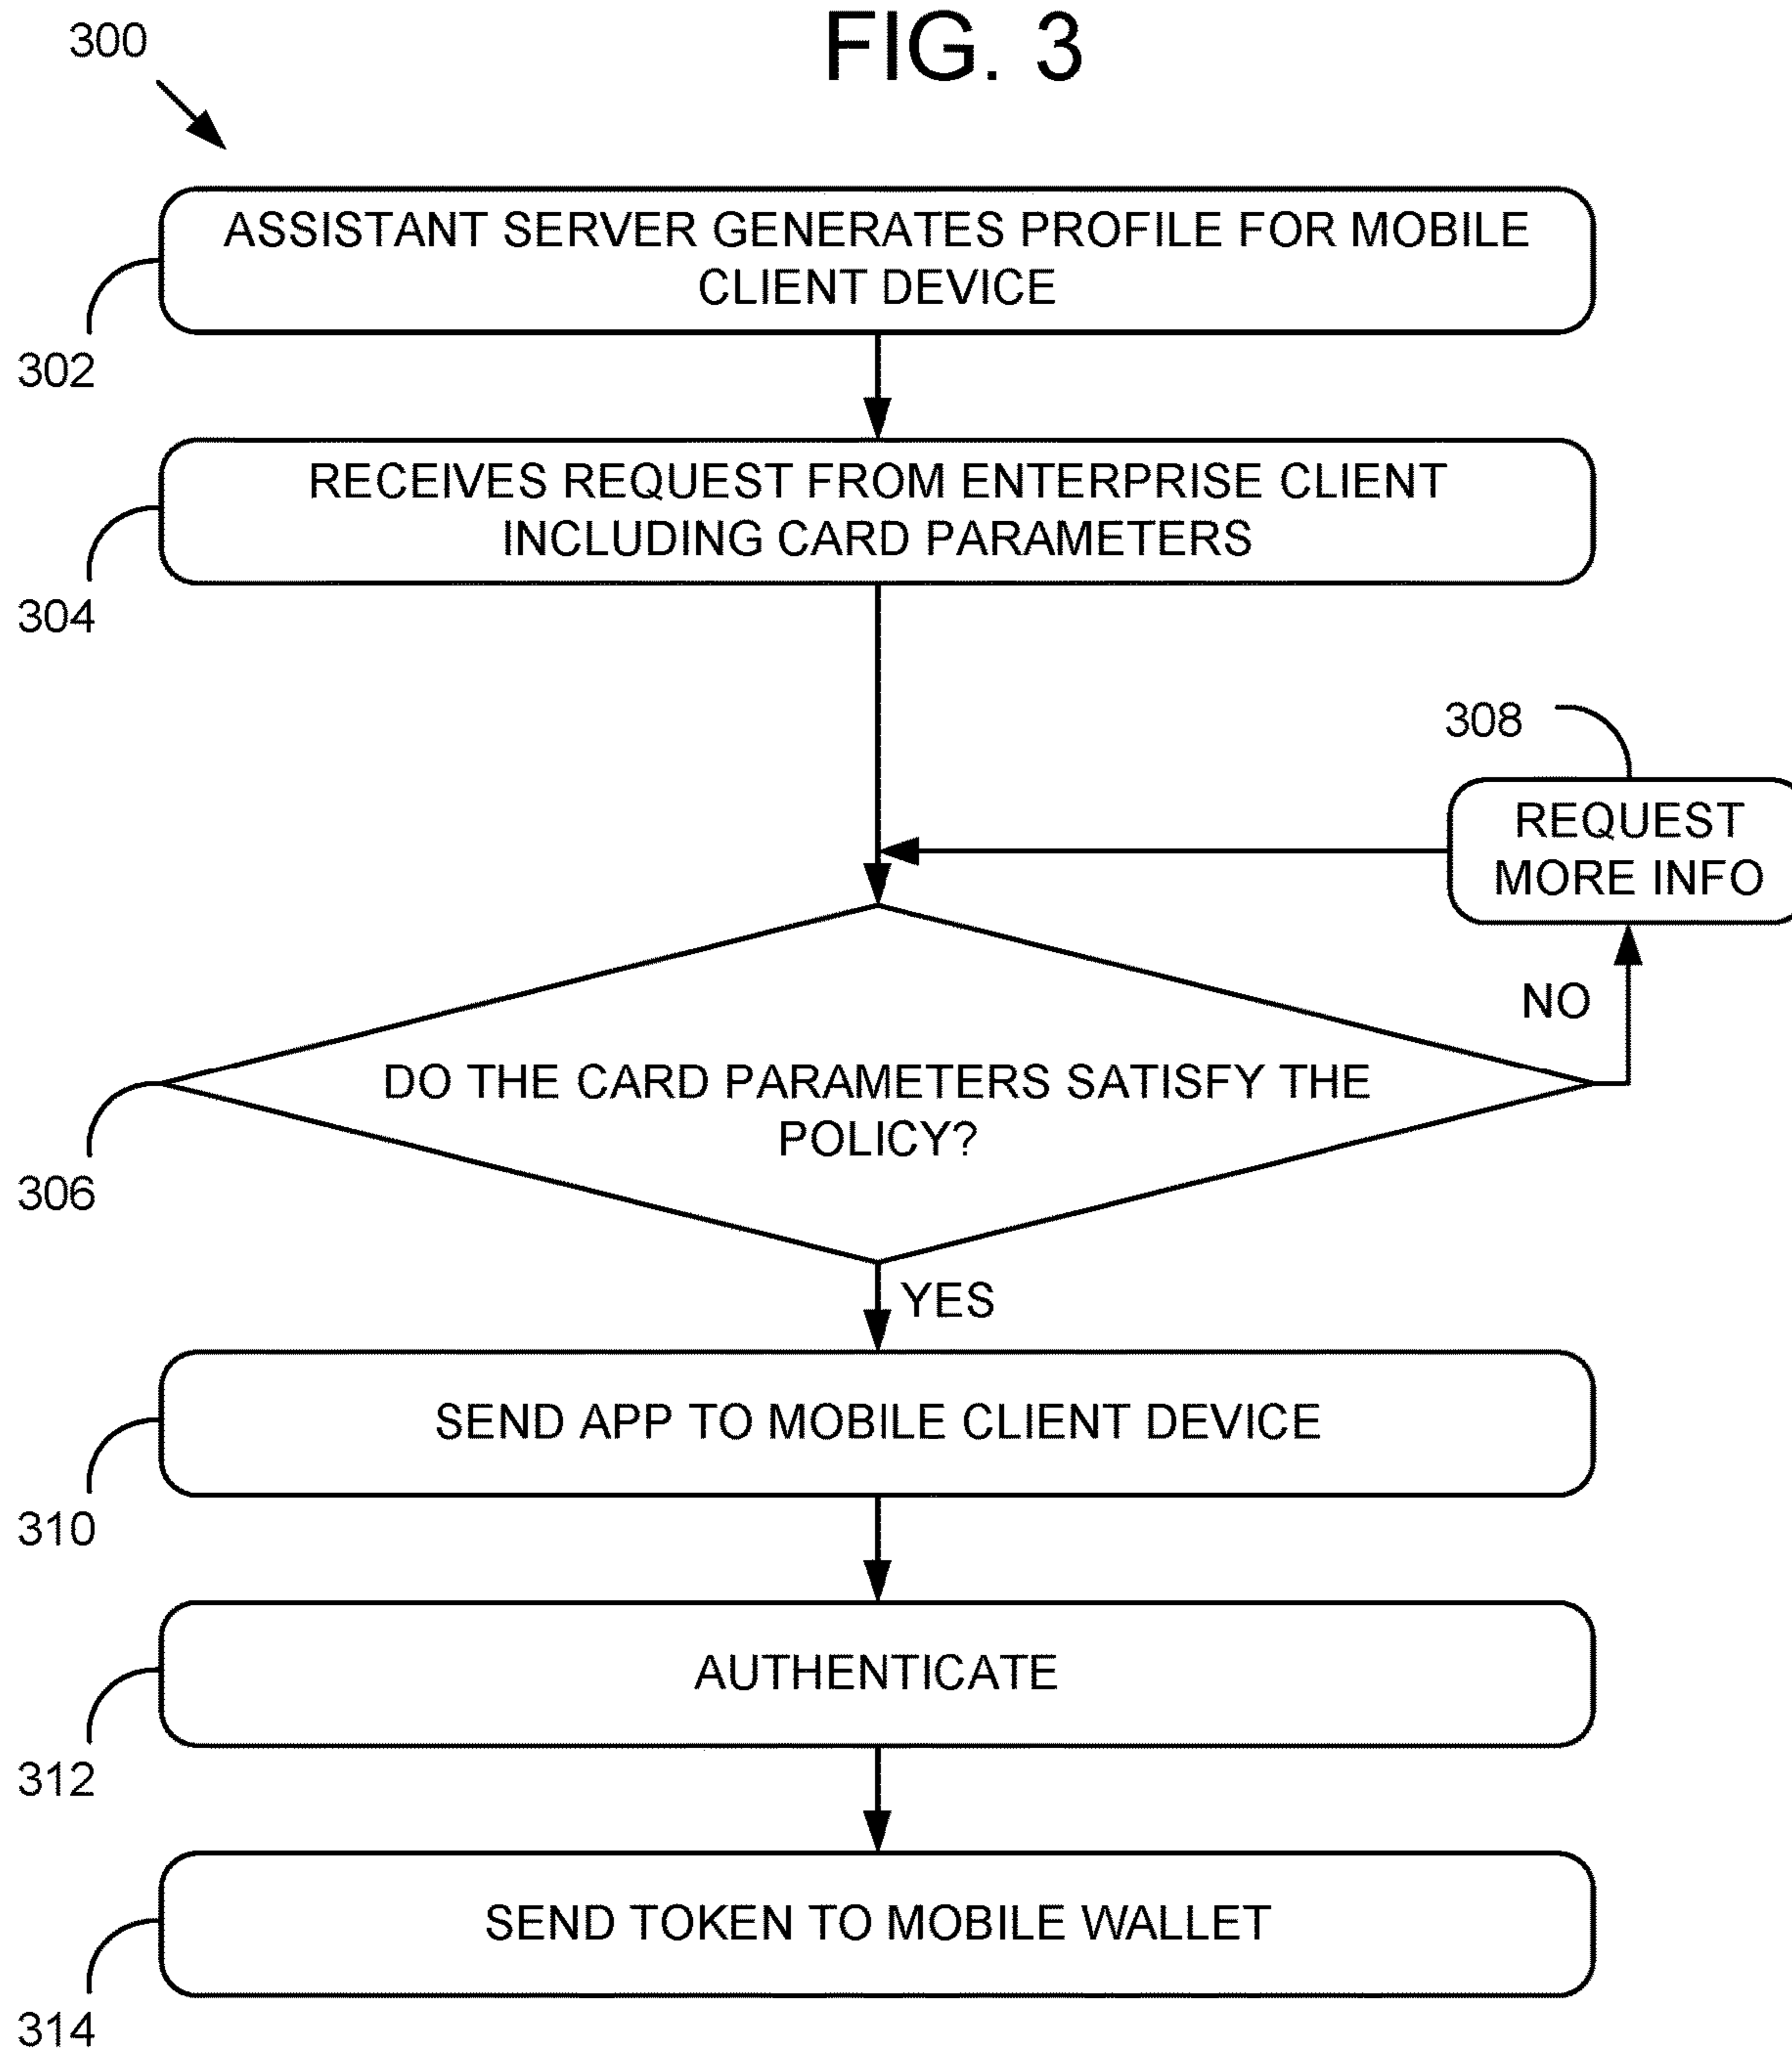 FIG. 3
300
ASSISTANT SERVER GENERATES PROFILE FOR MOBILE
CLIENT DEVICE
302
RECEIVES REQUEST FROM ENTERPRISE CLIENT
INCLUDING CARD PARAMETERS
304
308
REQUEST
MORE INFO
NO
DO THE CARD PARAMETERS SATISFY THE
POLICY?
306
YES
SEND APP TO MOBILE CLIENT DEVICE
310
AUTHENTICATE
312
SEND TOKEN TO MOBILE WALLET
314